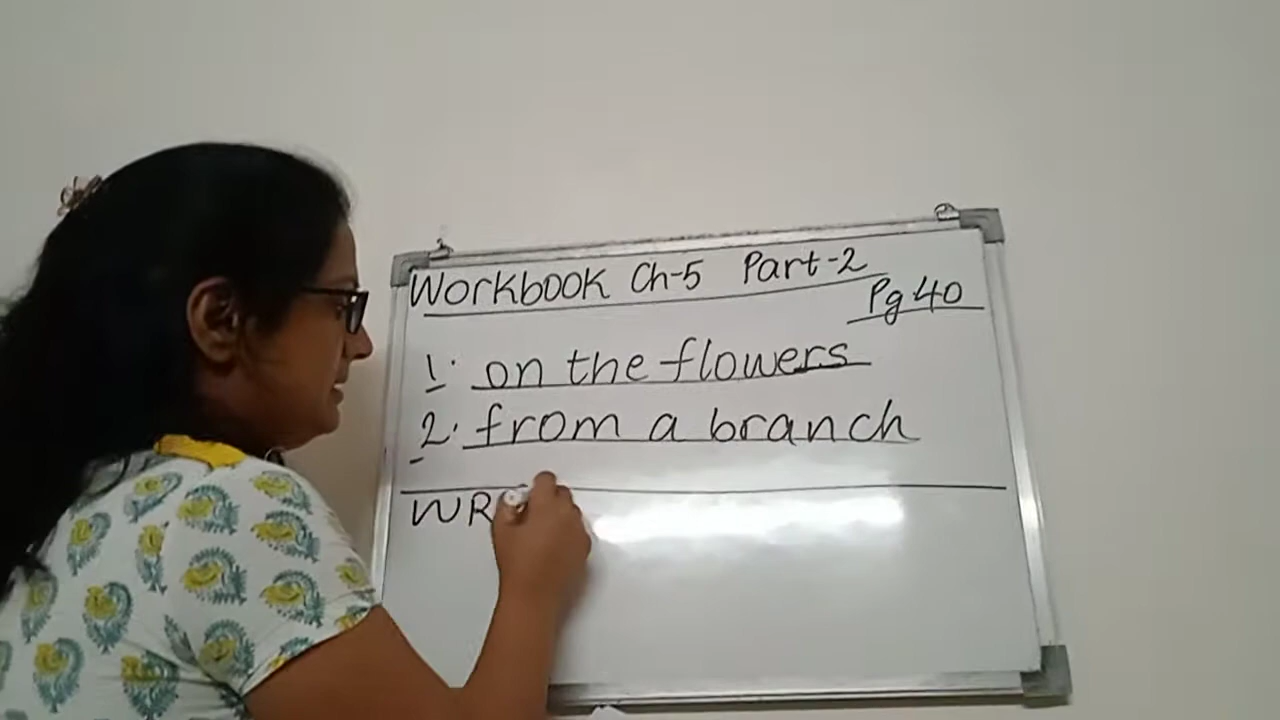 Workbook Ch-5 Part-2
Pg 40
1. on the flowers
2. from a branch